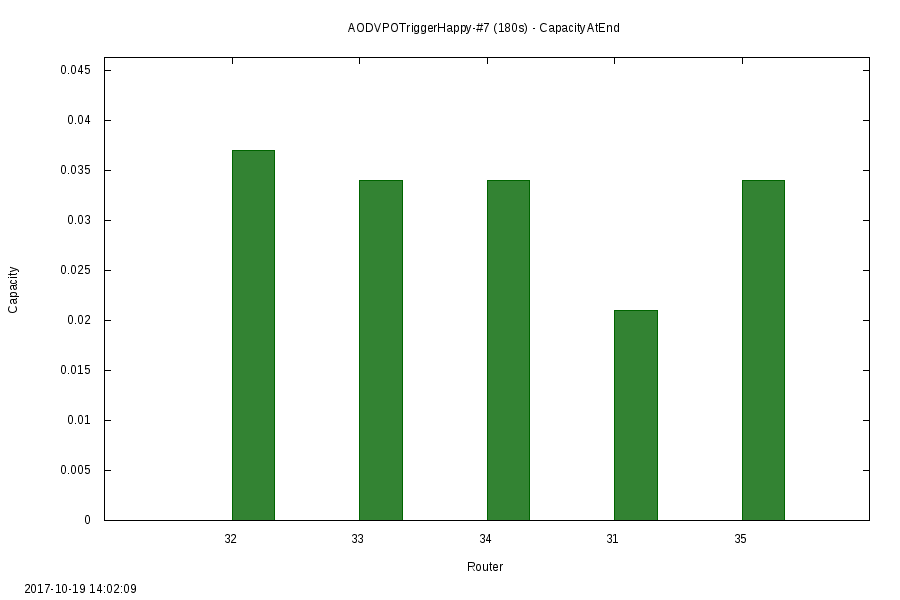 AODVPOTriggerHappy-#7 (180s) - CapacityAtEnd
0.045
0.04
0.035
0.03
0.025
0.02
0.015
0.01
0.005
0
Capacity
32 33 34 31 35
Router
2017-10-19 14:02:09